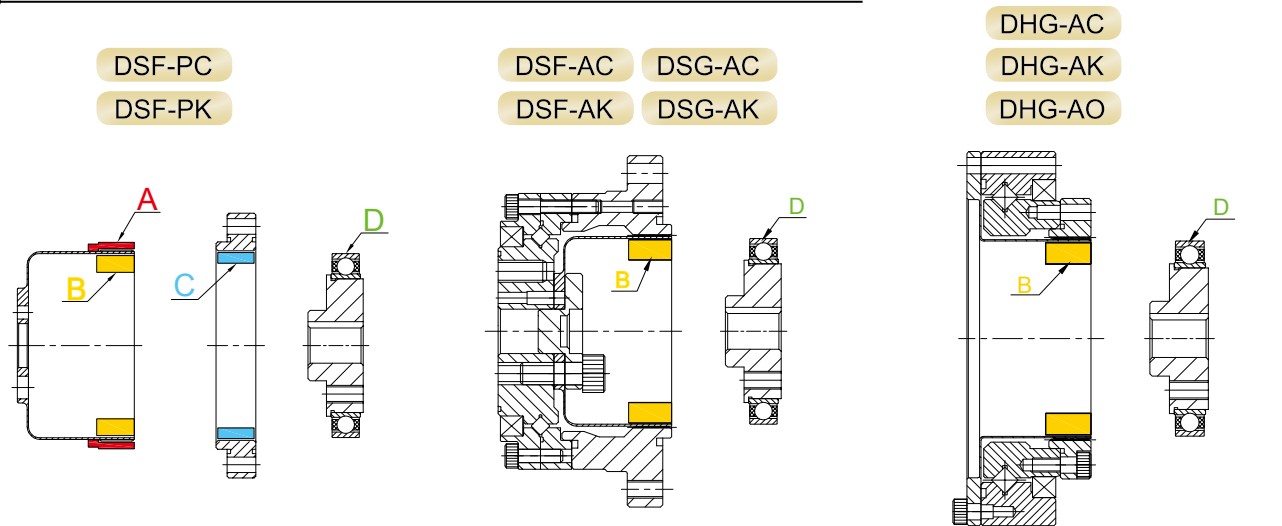 DSF-PC
DSF-PK
A
B
C
D
DSF-AC DSG-AC
DSF-AK DSG-AK
B
D
DHG-AC
DHG-AK
DHG-AO
B
D